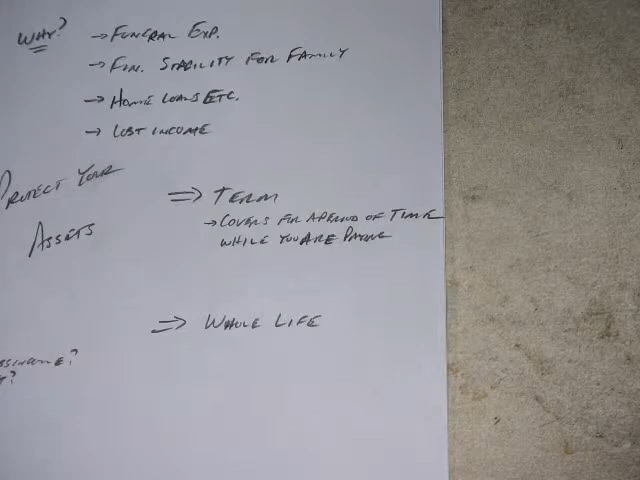 WHY? → FUNERAL EXP.
→ FIN. STABILITY FOR FAMILY
→ HOME LOANS ETC.
→ LOST INCOME
PROTECT YOUR
ASSETS
⇒ TERM
→ COVERS FOR A PERIOD OF TIME
WHILE YOU ARE PAYING
⇒ WHOLE LIFE